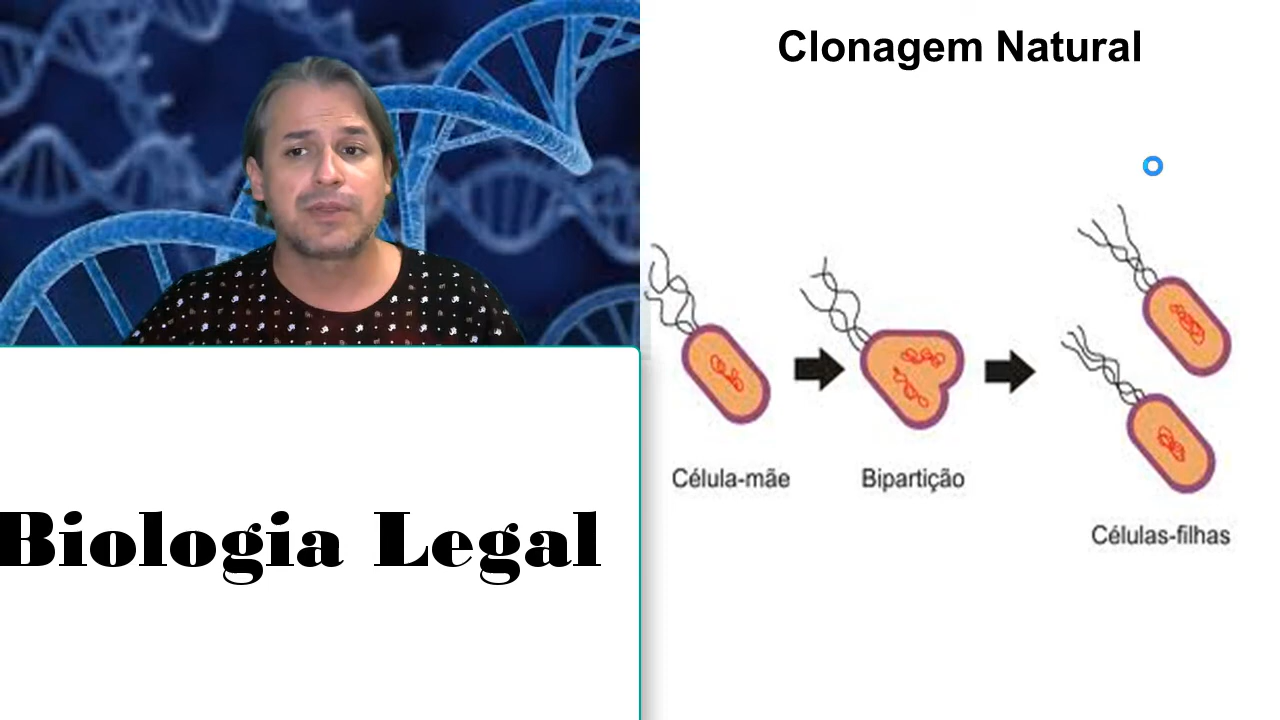 Clonagem Natural
Célula-mãe
Bipartição
Células-filhas
Biologia Legal